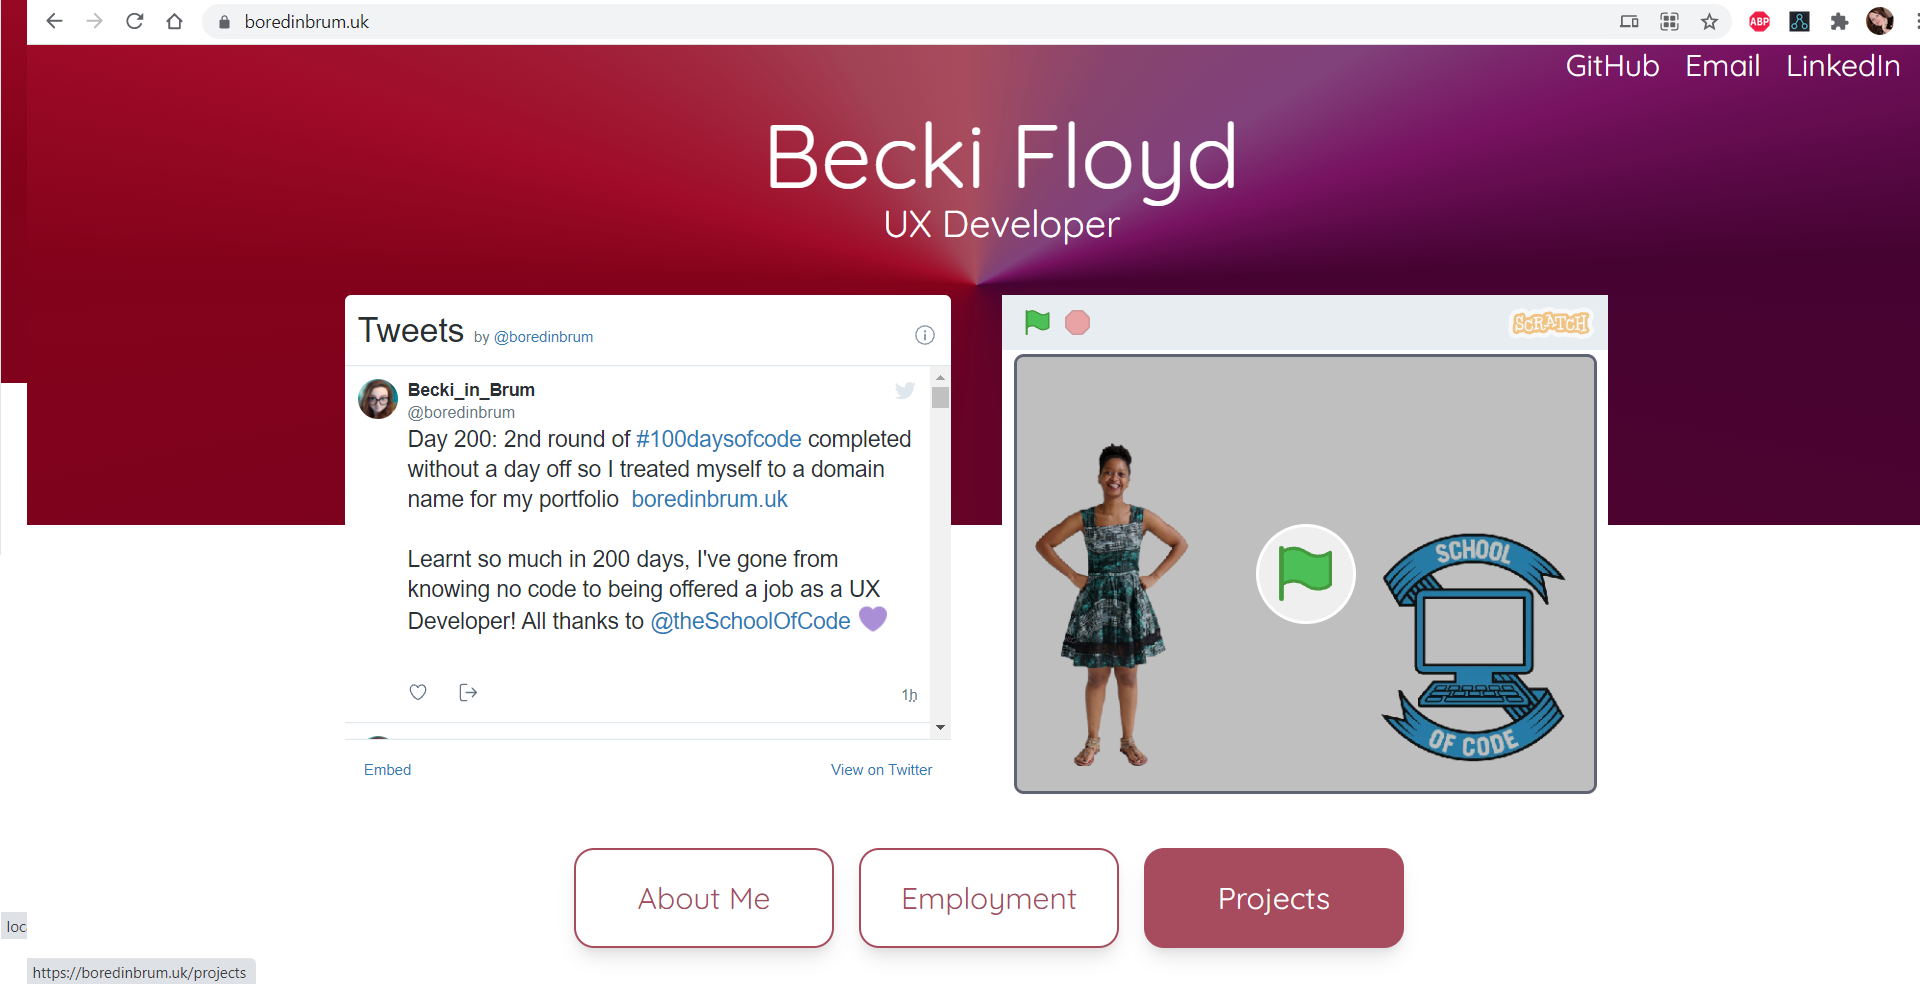 boredinbrum.uk
ABP
GitHub Email LinkedIn
Becki Floyd
UX Developer
Tweets by @boredinbrum
Becki_in_Brum
@boredinbrum
Day 200: 2nd round of #100daysofcode completed
without a day off so I treated myself to a domain
name for my portfolio boredinbrum.uk
Learnt so much in 200 days, I've gone from
knowing no code to being offered a job as a UX
Developer! All thanks to @theSchoolOfCode 💜
1h
Embed
View on Twitter
SCRATCH
SCHOOL
OF CODE
About Me
Employment
Projects
loc
https://boredinbrum.uk/projects